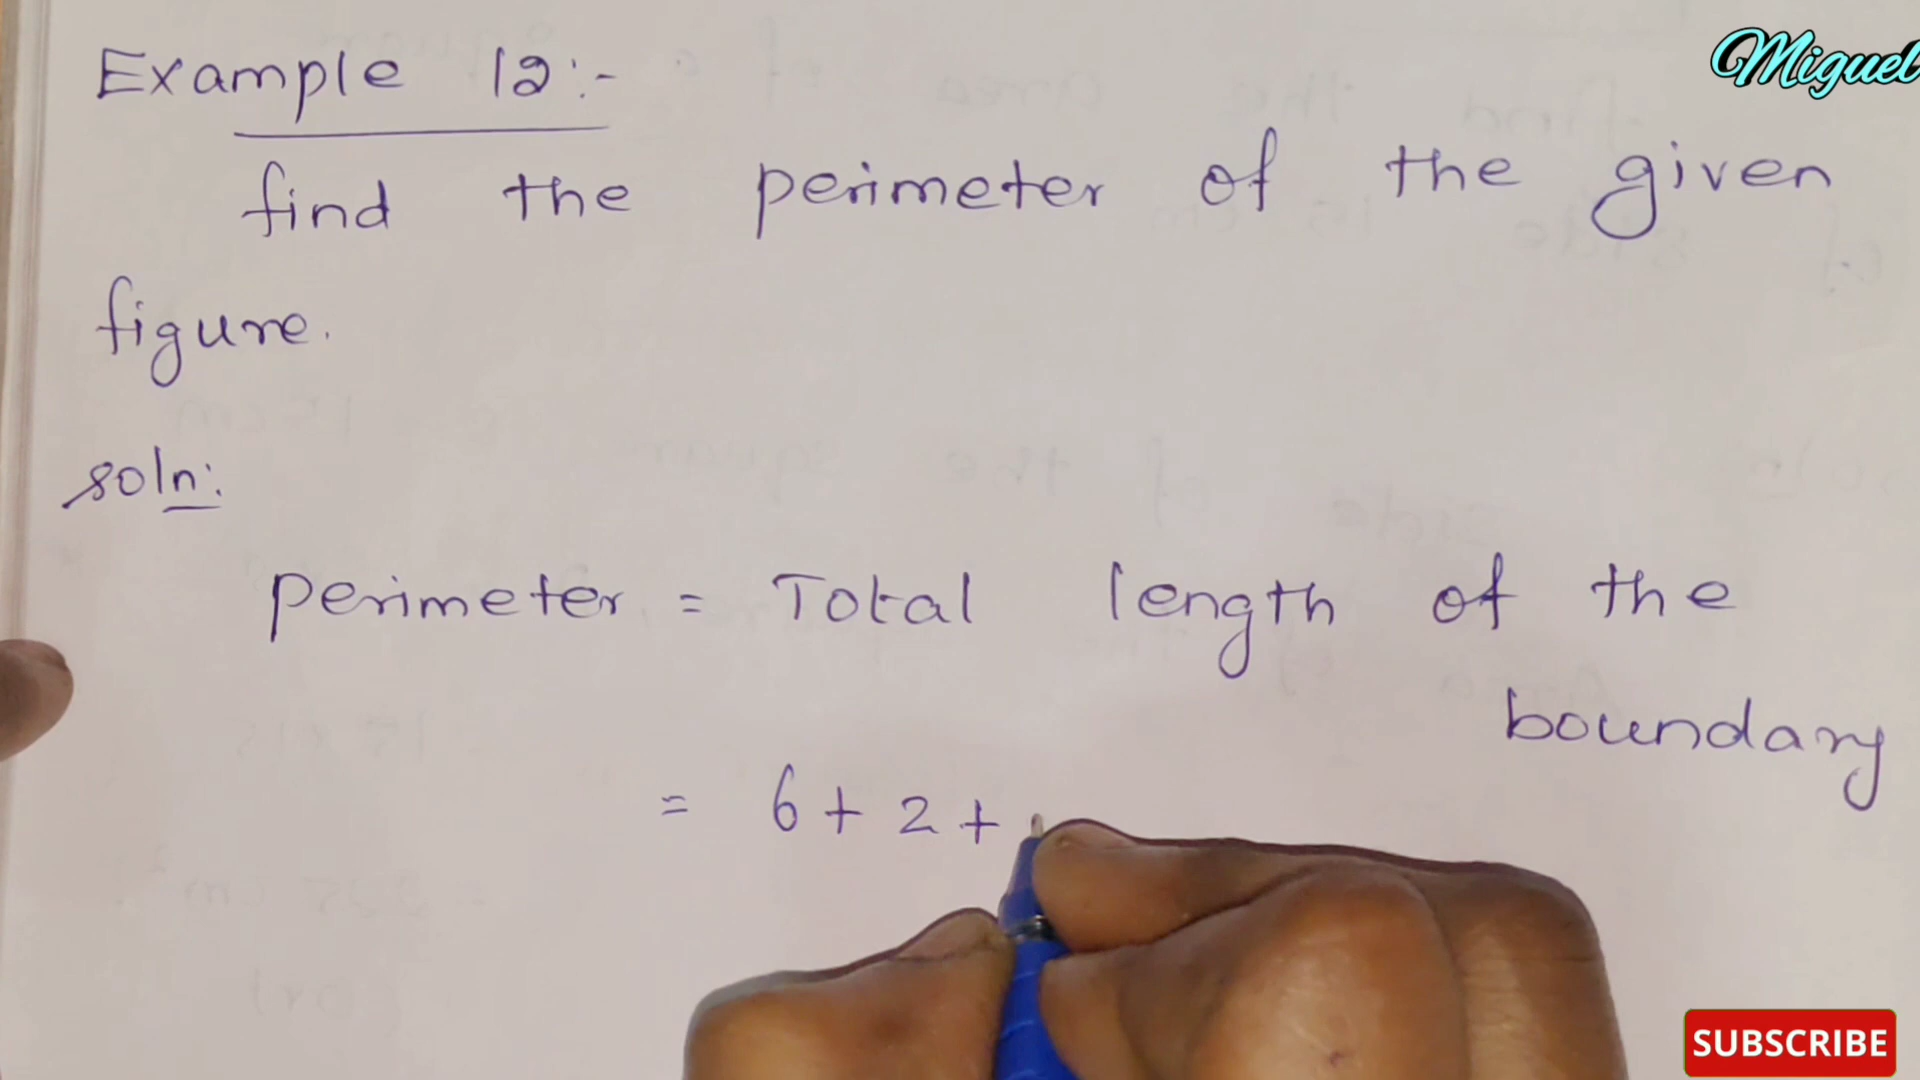 Example 12:-
Miguel
find the perimeter of the given
figure.
soln:
perimeter = Total length of the
boundary
= 6 + 2 +
SUBSCRIBE